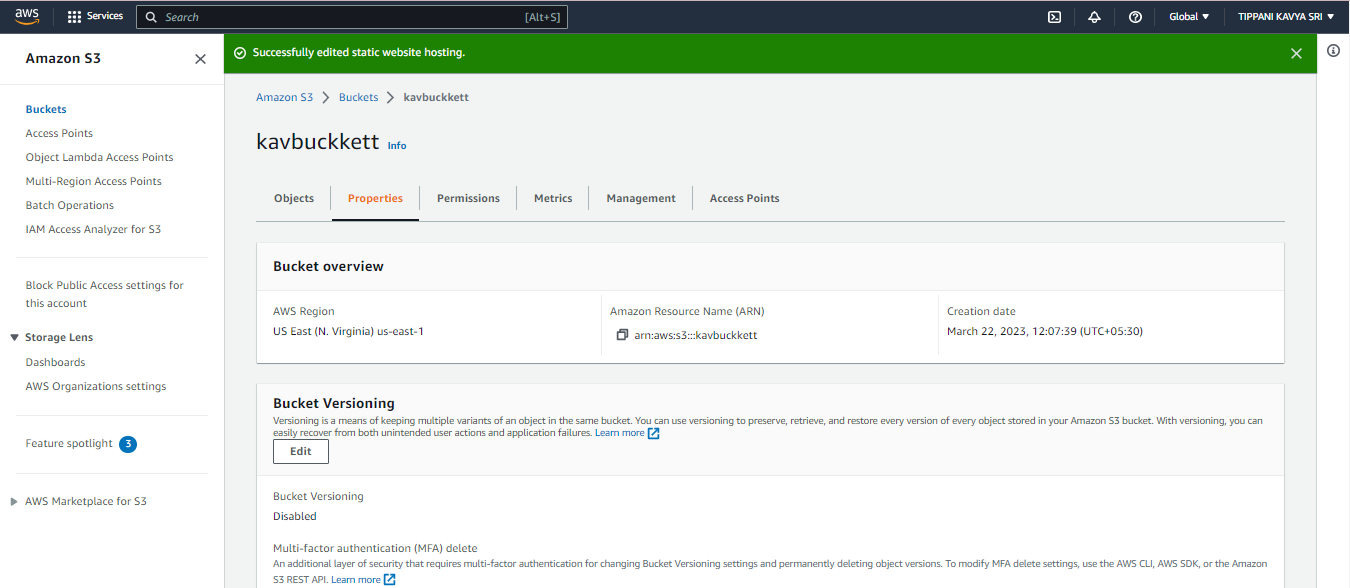 aws
Services
Search
[Alt+S]
Global
TIPPANI KAVYA SRI
Amazon S3
Buckets
Access Points
Object Lambda Access Points
Multi-Region Access Points
Batch Operations
IAM Access Analyzer for S3
Block Public Access settings for
this account
Storage Lens
Dashboards
AWS Organizations settings
Feature spotlight 3
AWS Marketplace for S3
Successfully edited static website hosting.
Amazon S3 > Buckets > kavbuckkett
kavbuckkett Info
Objects
Properties
Permissions
Metrics
Management
Access Points
Bucket overview
AWS Region
US East (N. Virginia) us-east-1
Amazon Resource Name (ARN)
arn:aws:s3:::kavbuckkett
Creation date
March 22, 2023, 12:07:39 (UTC+05:30)
Bucket Versioning
Versioning is a means of keeping multiple variants of an object in the same bucket. You can use versioning to preserve, retrieve, and restore every version of every object stored in your Amazon S3 bucket. With versioning, you can
easily recover from both unintended user actions and application failures. Learn more
Edit
Bucket Versioning
Disabled
Multi-factor authentication (MFA) delete
An additional layer of security that requires multi-factor authentication for changing Bucket Versioning settings and permanently deleting object versions. To modify MFA delete settings, use the AWS CLI, AWS SDK, or the Amazon
S3 REST API. Learn more